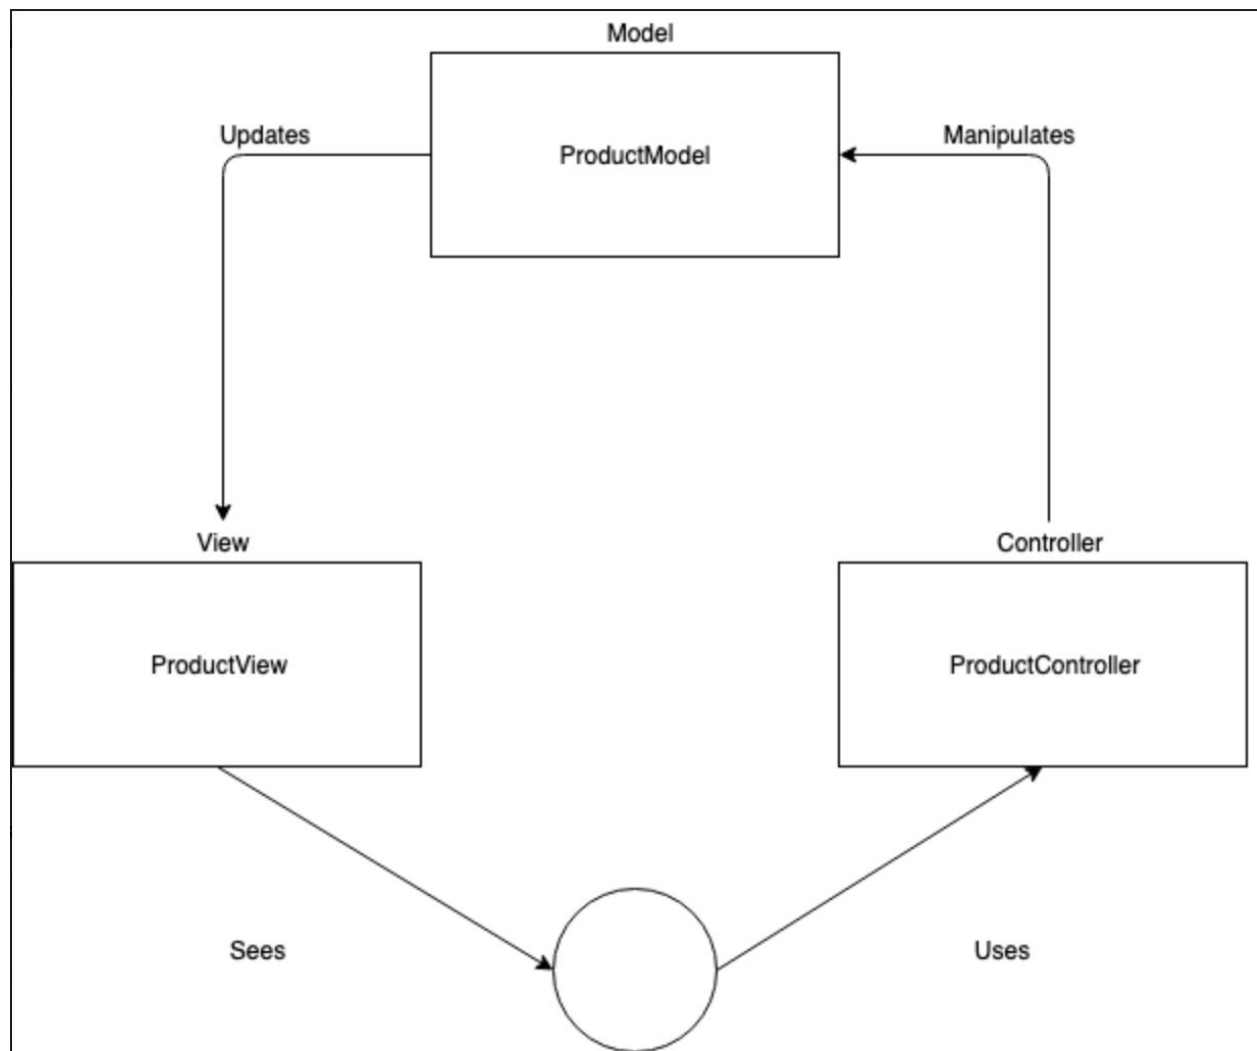 Model
Updates
Manipulates
ProductModel
View
Controller
ProductView
ProductController
Sees
Uses